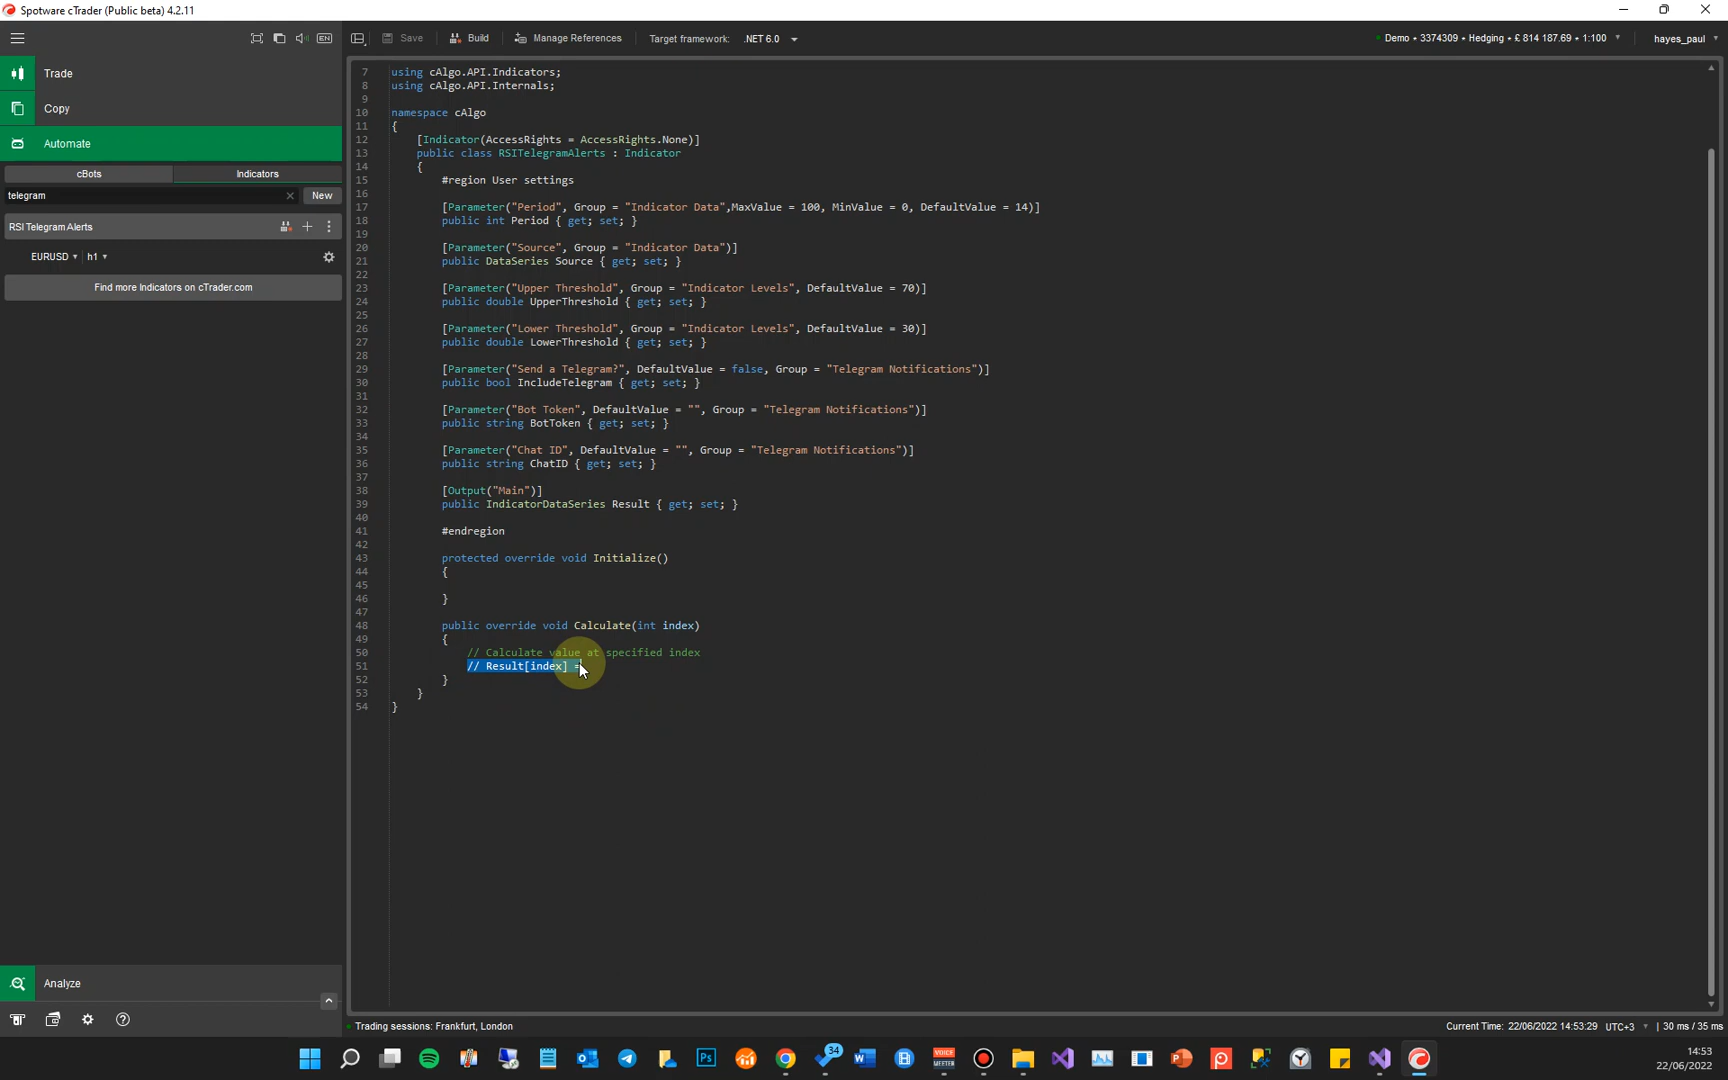 Spotware cTrader (Public beta) 4.2.11
EN
Save
Build
Manage References
Target framework:
.NET 6.0
Demo • 3374309 • Hedging • £ 814 187.69 • 1:100
hayes_paul
Trade
Copy
Automate
cBots
Indicators
telegram
New
RSI Telegram Alerts
EURUSD
h1
Find more Indicators on cTrader.com
7 using cAlgo.API.Indicators;
8 using cAlgo.API.Internals;
9
10 namespace cAlgo
11 {
12 [Indicator(AccessRights = AccessRights.None)]
13 public class RSITelegramAlerts : Indicator
14 {
15 #region User settings
16
17 [Parameter("Period", Group = "Indicator Data",MaxValue = 100, MinValue = 0, DefaultValue = 14)]
18 public int Period { get; set; }
19
20 [Parameter("Source", Group = "Indicator Data")]
21 public DataSeries Source { get; set; }
22
23 [Parameter("Upper Threshold", Group = "Indicator Levels", DefaultValue = 70)]
24 public double UpperThreshold { get; set; }
25
26 [Parameter("Lower Threshold", Group = "Indicator Levels", DefaultValue = 30)]
27 public double LowerThreshold { get; set; }
28
29 [Parameter("Send a Telegram?", DefaultValue = false, Group = "Telegram Notifications")]
30 public bool IncludeTelegram { get; set; }
31
32 [Parameter("Bot Token", DefaultValue = "", Group = "Telegram Notifications")]
33 public string BotToken { get; set; }
34
35 [Parameter("Chat ID", DefaultValue = "", Group = "Telegram Notifications")]
36 public string ChatID { get; set; }
37
38 [Output("Main")]
39 public IndicatorDataSeries Result { get; set; }
40
41 #endregion
42
43 protected override void Initialize()
44 {
45
46 }
47
48 public override void Calculate(int index)
49 {
50 // Calculate value at specified index
51 // Result[index] =
52 }
53 }
54 }
Analyze
Trading sessions: Frankfurt, London
Current Time: 22/06/2022 14:53:29 UTC+3 | 30 ms / 35 ms
34
Ps
VOICE
MEETER
14:53
22/06/2022